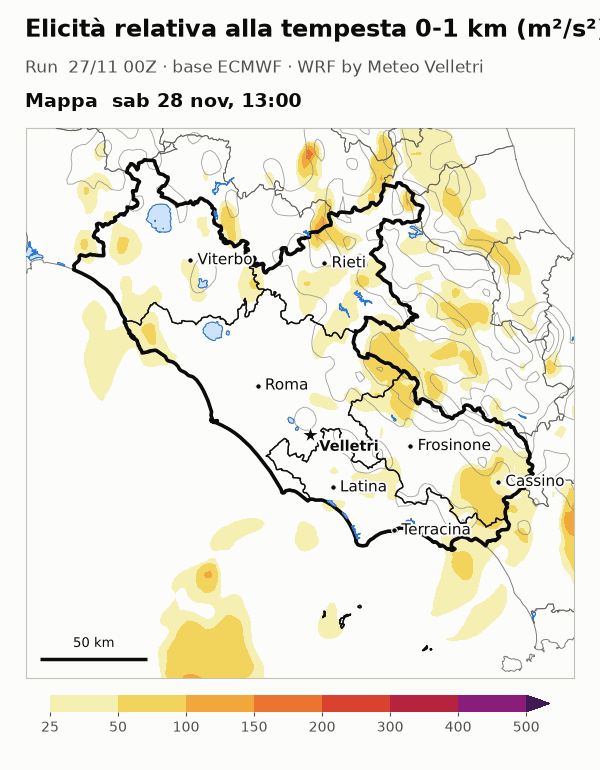 Elicità relativa alla tempesta 0-1 km (m²/s²)
Run 27/11 00Z · base ECMWF · WRF by Meteo Velletri
Mappa sab 28 nov, 13:00
Viterbo
Rieti
Roma
Velletri
Frosinone
Cassino
Latina
Terracina
50 km
25 50 100 150 200 300 400 500